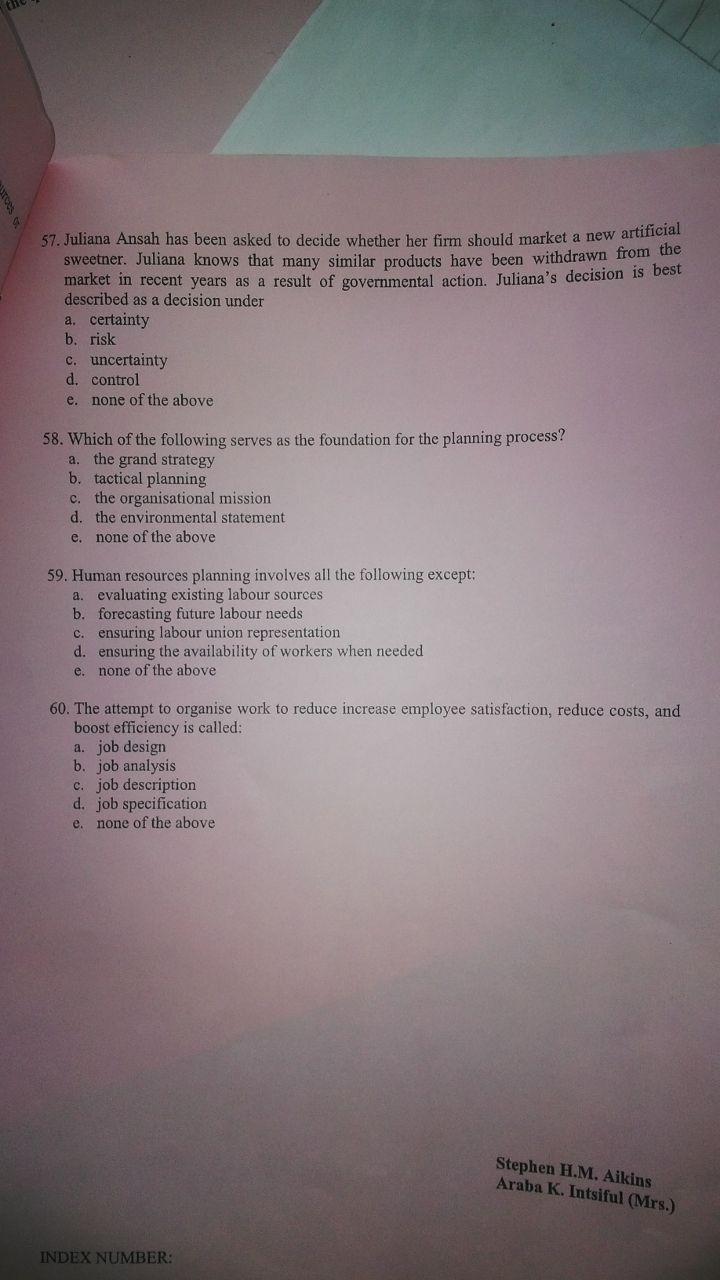 the
57. Juliana Ansah has been asked to decide whether her firm should market a new artificial
sweetner. Juliana knows that many similar products have been withdrawn from the
market in recent years as a result of governmental action. Juliana's decision is best
described as a decision under
a. certainty
b. risk
c. uncertainty
d. control
e. none of the above
58. Which of the following serves as the foundation for the planning process?
a. the grand strategy
b. tactical planning
c. the organisational mission
d. the environmental statement
e. none of the above
59. Human resources planning involves all the following except:
a. evaluating existing labour sources
b. forecasting future labour needs
c. ensuring labour union representation
d. ensuring the availability of workers when needed
e. none of the above
60. The attempt to organise work to reduce increase employee satisfaction, reduce costs, and
boost efficiency is called:
a. job design
b. job analysis
c. job description
d. job specification
e. none of the above
Stephen H.M. Aikins
Araba K. Intsiful (Mrs.)
INDEX NUMBER: